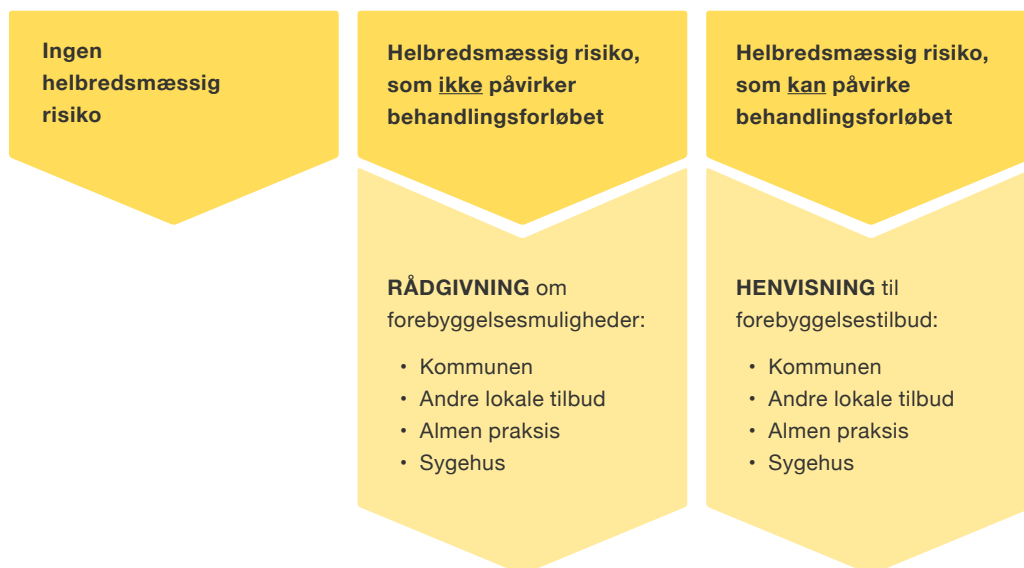 Ingen
helbredsmæssig
risiko
Helbredsmæssig risiko,
som ikke påvirker
behandlingsforløbet
RÅDGIVNING om
forebyggelsesmuligheder:
• Kommunen
• Andre lokale tilbud
• Almen praksis
• Sygehus
Helbredsmæssig risiko,
som kan påvirke
behandlingsforløbet
HENVISNING til
forebyggelsestilbud:
• Kommunen
• Andre lokale tilbud
• Almen praksis
• Sygehus